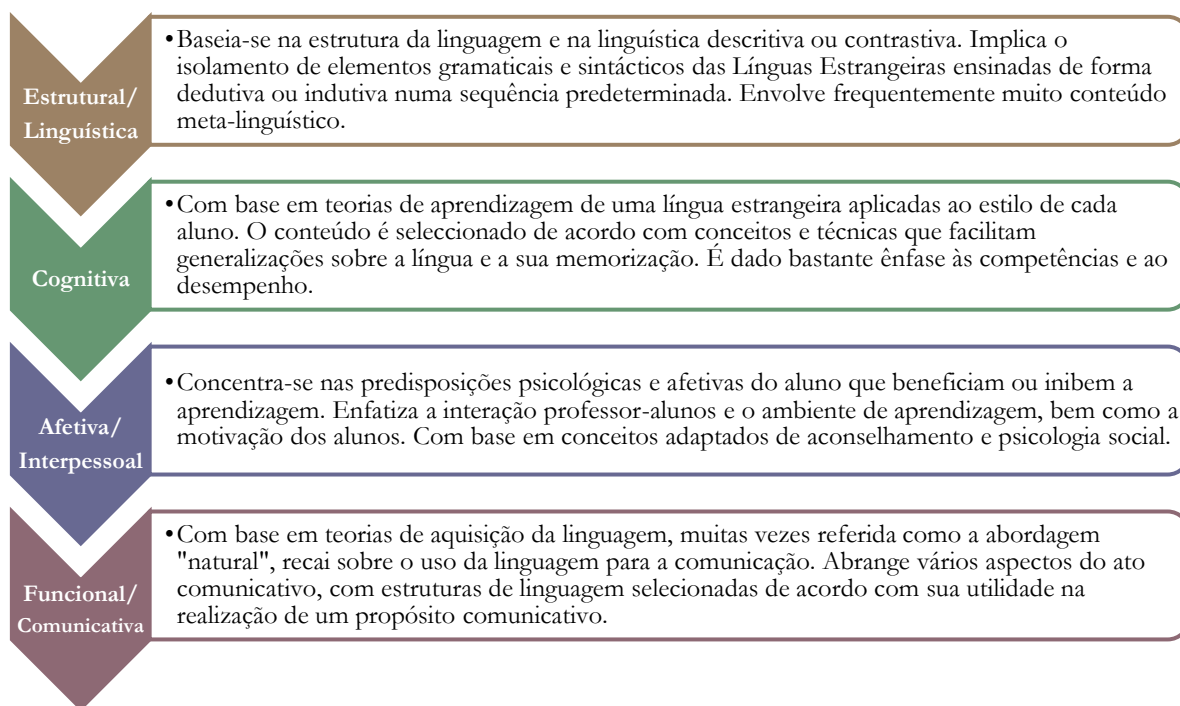 Estrutural/
Linguística
•Baseia-se na estrutura da linguagem e na linguística descritiva ou contrastiva. Implica o
isolamento de elementos gramaticais e sintácticos das Línguas Estrangeiras ensinadas de forma
dedutiva ou indutiva numa sequência predeterminada. Envolve frequentemente muito conteúdo
meta-linguístico.
Cognitiva
•Com base em teorias de aprendizagem de uma língua estrangeira aplicadas ao estilo de cada
aluno. O conteúdo é seleccionado de acordo com conceitos e técnicas que facilitam
generalizações sobre a língua e a sua memorização. É dado bastante ênfase às competências e ao
desempenho.
Afetiva/
Interpessoal
•Concentra-se nas predisposições psicológicas e afetivas do aluno que beneficiam ou inibem a
aprendizagem. Enfatiza a interação professor-alunos e o ambiente de aprendizagem, bem como a
motivação dos alunos. Com base em conceitos adaptados de aconselhamento e psicologia social.
Funcional/
Comunicativa
•Com base em teorias de aquisição da linguagem, muitas vezes referida como a abordagem
"natural", recai sobre o uso da linguagem para a comunicação. Abrange vários aspectos do ato
comunicativo, com estruturas de linguagem selecionadas de acordo com sua utilidade na
realização de um propósito comunicativo.